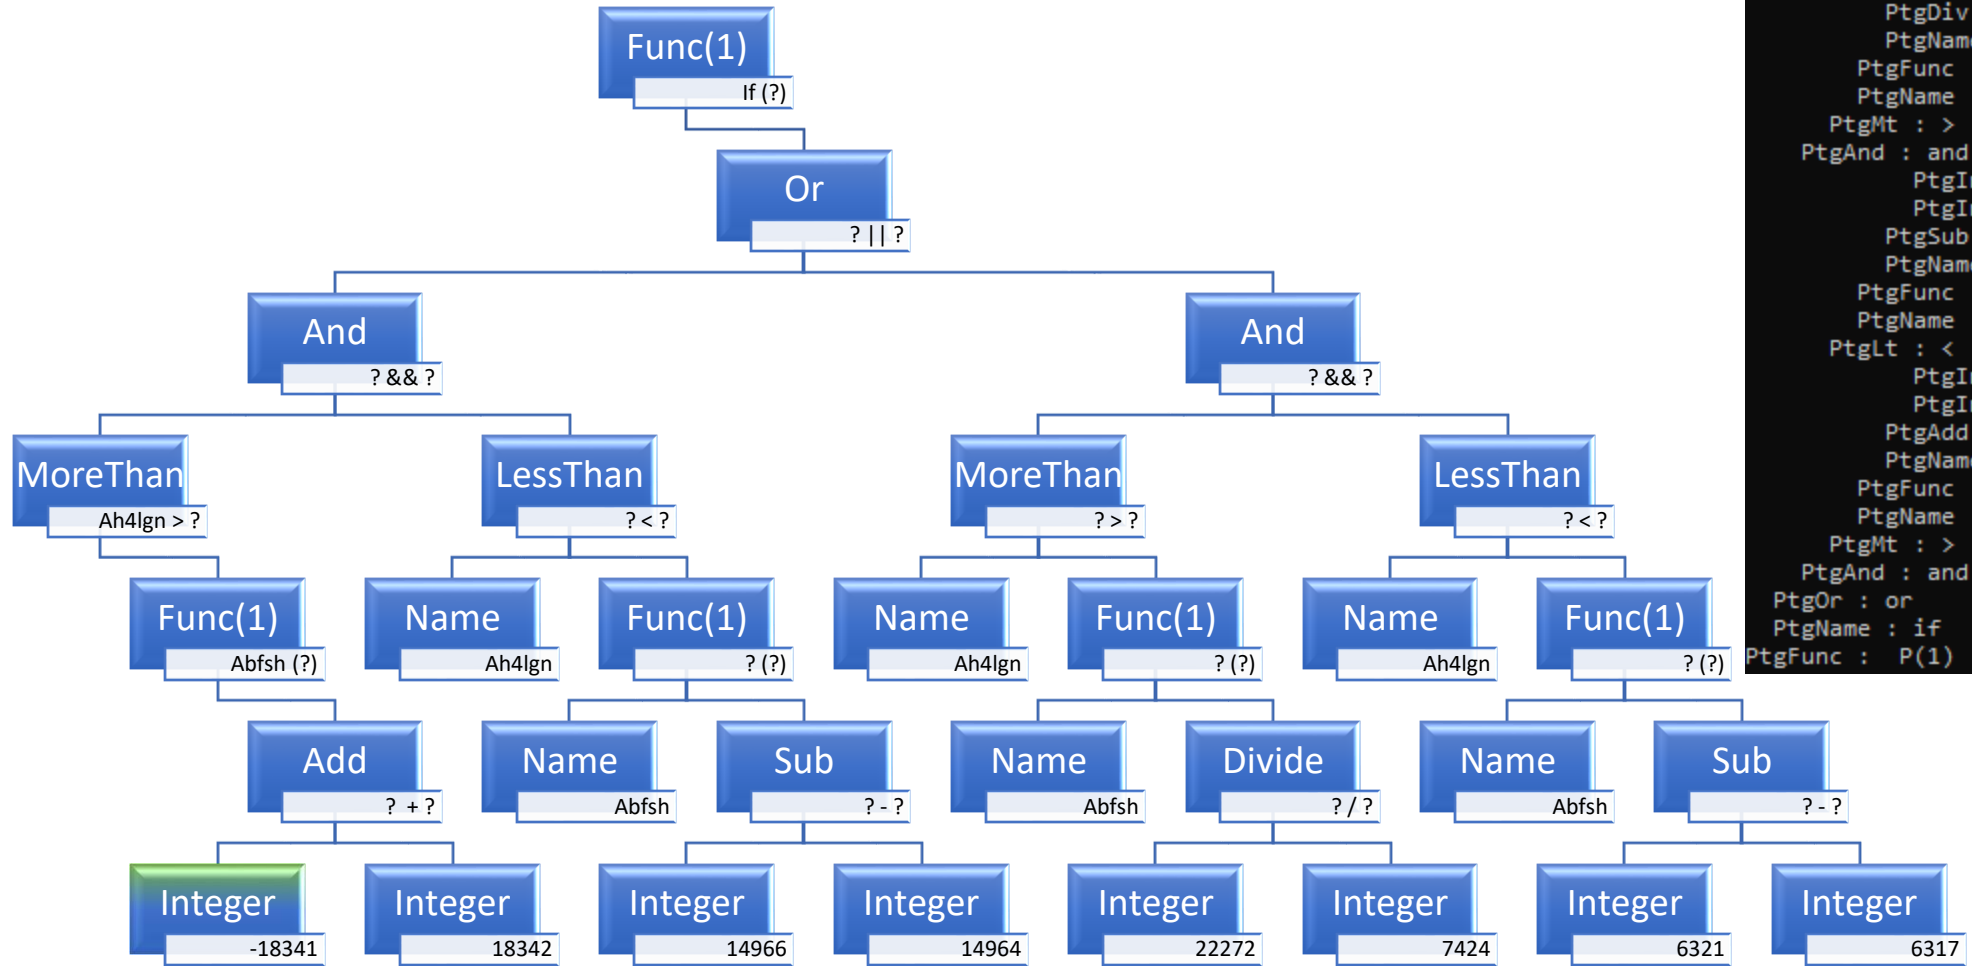 Func(1)
If (?)
Or
? || ?
And
? && ?
And
? && ?
MoreThan
Ah4lgn > ?
LessThan
? < ?
MoreThan
? > ?
LessThan
? < ?
Func(1)
Abfsh (?)
Name
Ah4lgn
Func(1)
? (?)
Name
Ah4lgn
Func(1)
? (?)
Name
Ah4lgn
Func(1)
? (?)
Add
? + ?
Name
Abfsh
Sub
? - ?
Name
Abfsh
Divide
? / ?
Name
Abfsh
Sub
? - ?
Integer
-18341
Integer
18342
Integer
14966
Integer
14964
Integer
22272
Integer
7424
Integer
6321
Integer
6317
PtgDiv
PtgFunc
PtgName
PtgMt : >
PtgAnd : and
PtgSub
PtgFunc
PtgName
PtgLt : <
PtgAdd
PtgFunc
PtgName
PtgMt : >
PtgAnd : and
PtgOr : or
PtgName : if
PtgFunc : P(1)